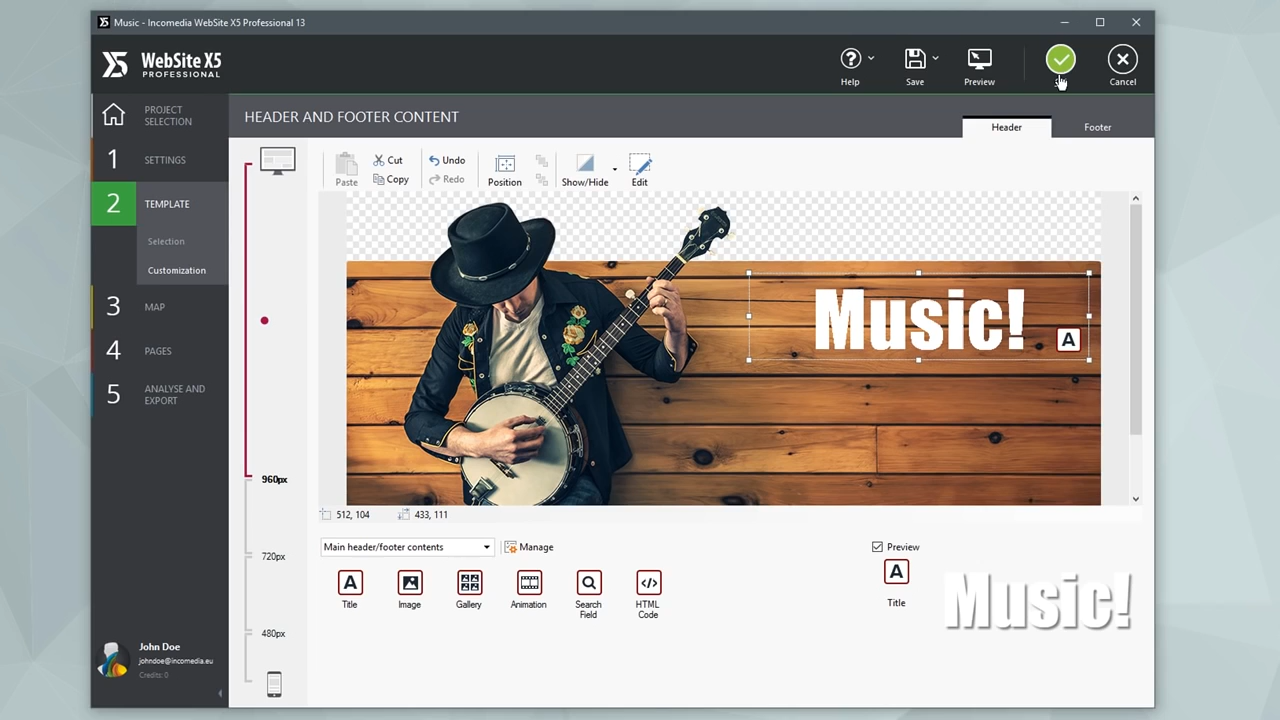 Music - Incomedia WebSite X5 Professional 13
WebSite X5
PROFESSIONAL
Help
Save
Preview
Cancel
PROJECT
SELECTION
HEADER AND FOOTER CONTENT
Header
Footer
1
SETTINGS
2
TEMPLATE
Selection
Customization
3
MAP
4
PAGES
5
ANALYSE AND
EXPORT
Paste
Cut
Copy
Undo
Redo
Position
Show/Hide
Edit
Music!
A
960px
720px
480px
512, 104
433, 111
Main header/footer contents
Manage
Preview
A
Title
Image
Gallery
Animation
Search
Field
HTML
Code
A
Title
Music!
John Doe
johndoe@incomedia.eu
Credits: 0